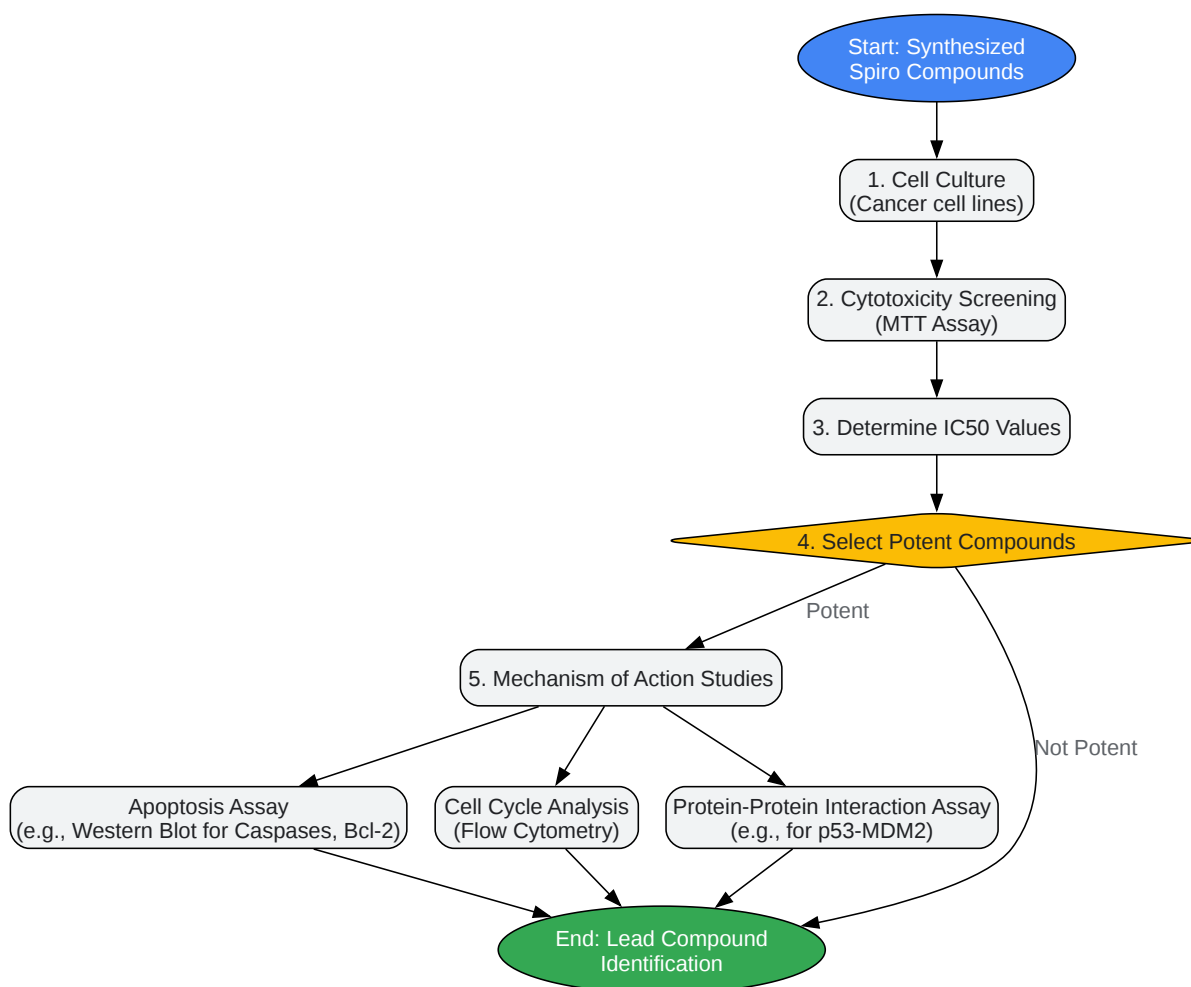 Start: Synthesized
Spiro Compounds
1. Cell Culture
(Cancer cell lines)
2. Cytotoxicity Screening
(MTT Assay)
3. Determine IC50 Values
4. Select Potent Compounds
Potent
5. Mechanism of Action Studies
Not Potent
Apoptosis Assay
(e.g., Western Blot for Caspases, Bcl-2)
Cell Cycle Analysis
(Flow Cytometry)
Protein-Protein Interaction Assay
(e.g., for p53-MDM2)
End: Lead Compound
Identification